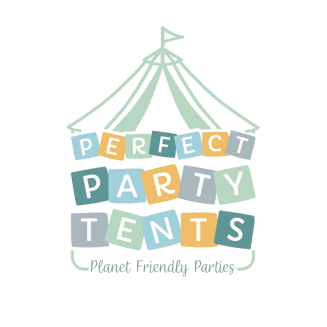 PERFECT
PARTY
TENTS
Planet Friendly Parties